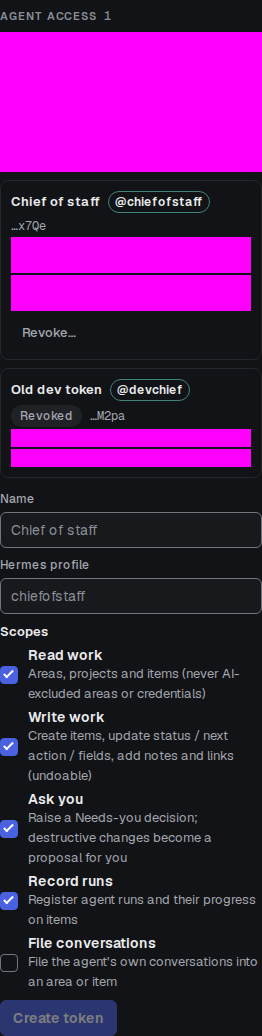 AGENT ACCESS 1
Chief of staff @chiefofstaff
…x7Qe
Revoke…
Old dev token @devchief
Revoked …M2pa
Name
Chief of staff
Hermes profile
chiefofstaff
Scopes
Read work
Areas, projects and items (never AI-
excluded areas or credentials)
Write work
Create items, update status / next
action / fields, add notes and links
(undoable)
Ask you
Raise a Needs-you decision;
destructive changes become a
proposal for you
Record runs
Register agent runs and their progress
on items
File conversations
File the agent's own conversations into
an area or item
Create token